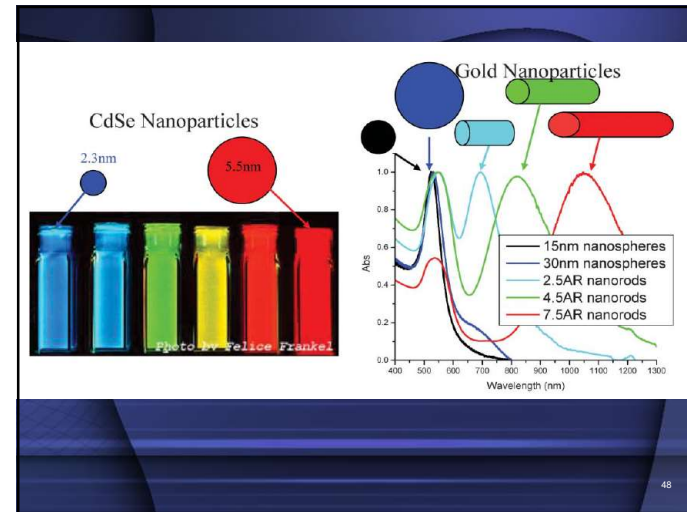 Gold Nanoparticles
CdSe Nanoparticles
2.3nm
5.5nm
Photo by Felice Frankel
1.0
0.8
0.6
0.4
0.2
0.0
Abs
15nm nanospheres
30nm nanospheres
2.5AR nanorods
4.5AR nanorods
7.5AR nanorods
400 500 600 700 800 900 1000 1100 1200 1300
Wavelength (nm)
48